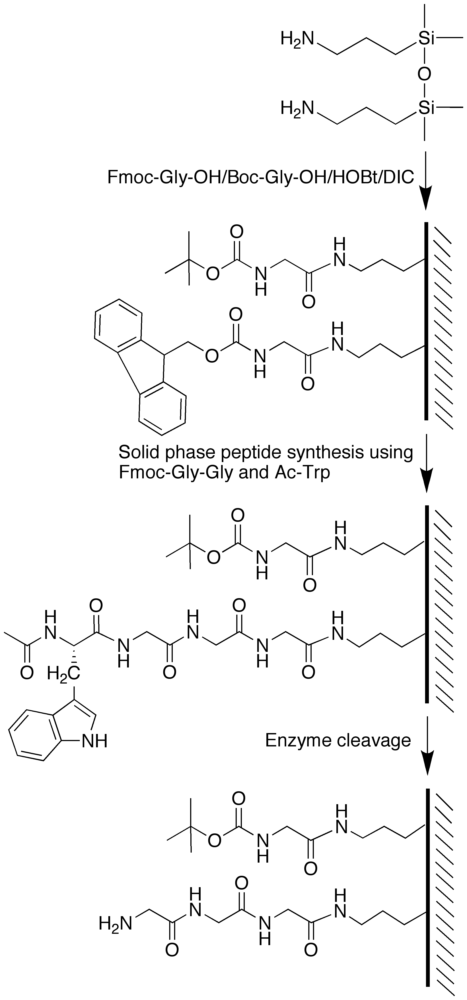 H2N Si
O
H2N Si
Fmoc-Gly-OH/Boc-Gly-OH/HOBt/DIC
O H
N
O N
H
O
O H
N
O N
H
O
Solid phase peptide synthesis using
Fmoc-Gly-Gly and Ac-Trp
O H
N
O N
H
O
O H O H H
N N N
N N
H H
O H2C O O
NH
Enzyme cleavage
O H
N
O N
H
O
O H H
N N
H2N N
H
O O